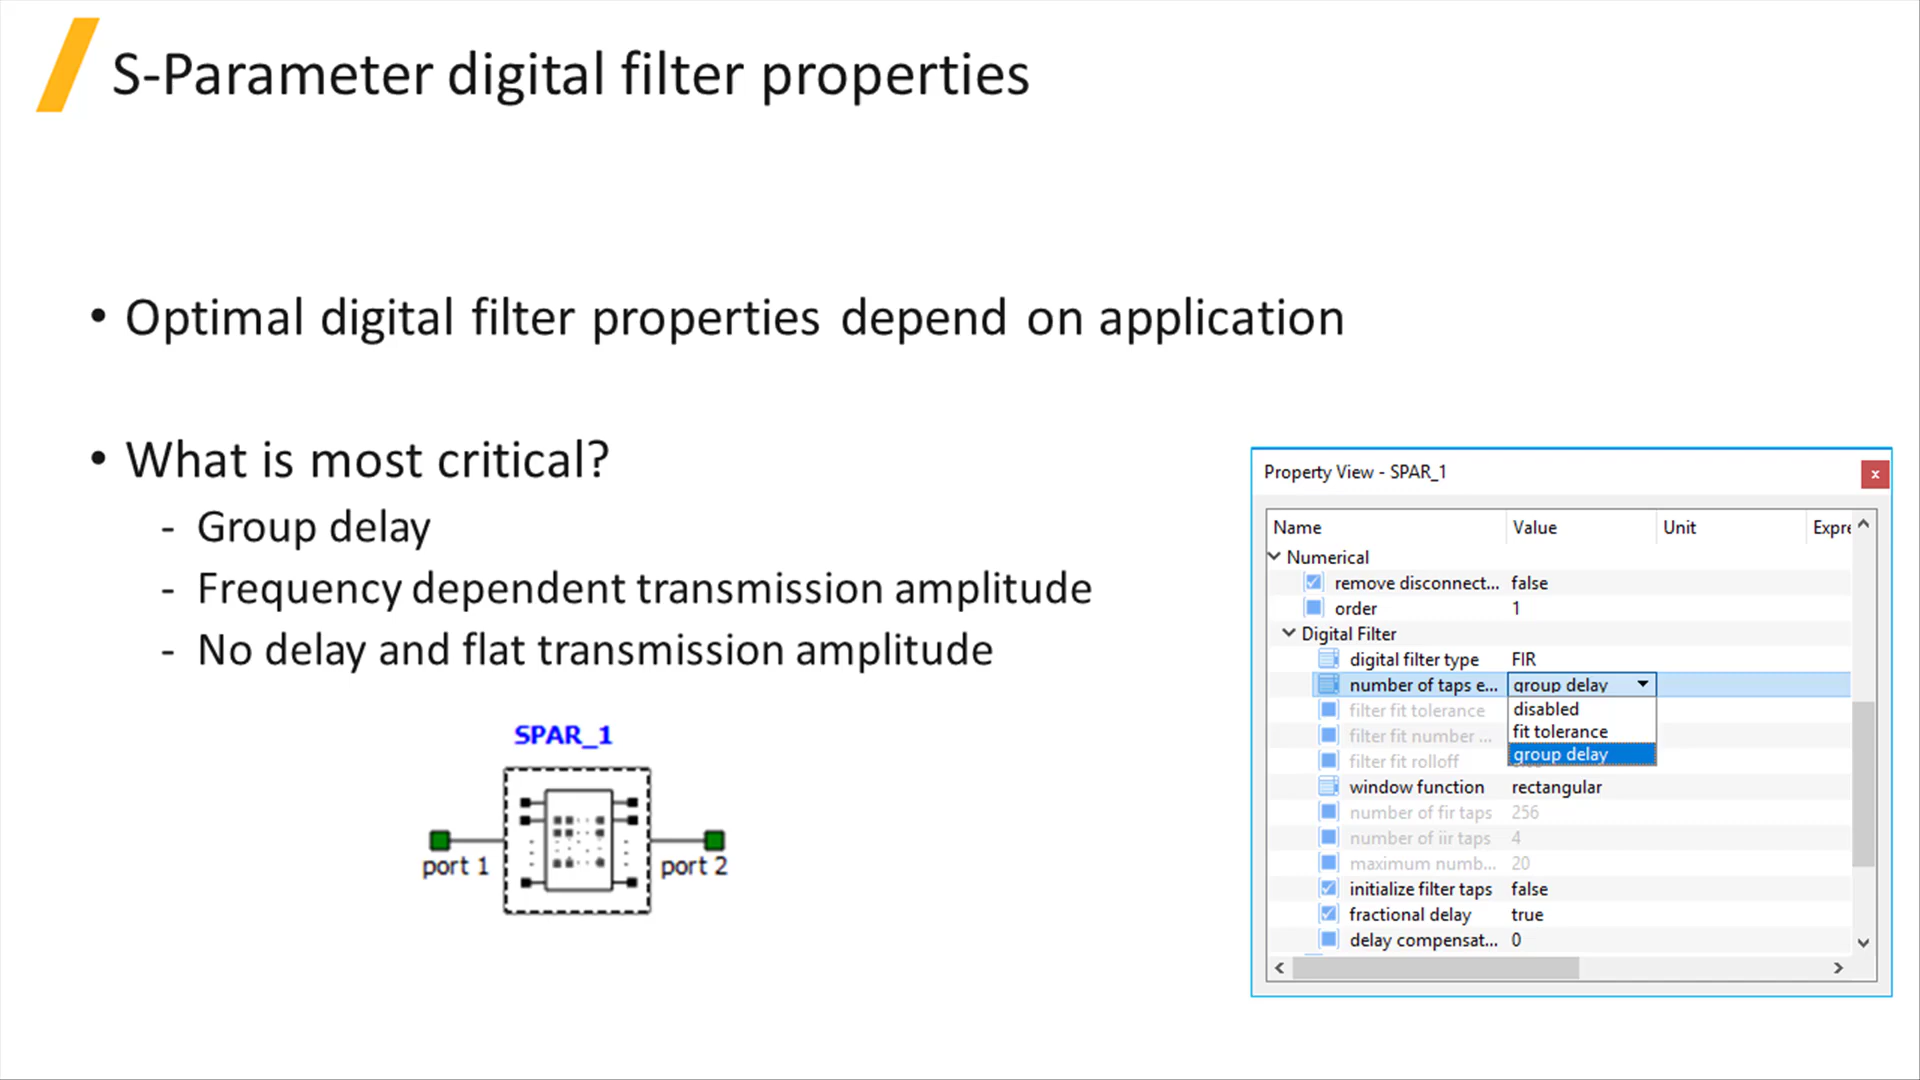 S-Parameter digital filter properties
• Optimal digital filter properties depend on application
• What is most critical?
- Group delay
- Frequency dependent transmission amplitude
- No delay and flat transmission amplitude
SPAR_1
port 1
port 2
Property View - SPAR_1
x
Name Value Unit Expre
Numerical
remove disconnect... false
order 1
Digital Filter
digital filter type FIR
number of taps e... group delay
filter fit tolerance disabled
filter fit number ... fit tolerance
filter fit rolloff group delay
window function rectangular
number of fir taps 256
number of iir taps 4
maximum numb... 20
initialize filter taps false
fractional delay true
delay compensat... 0